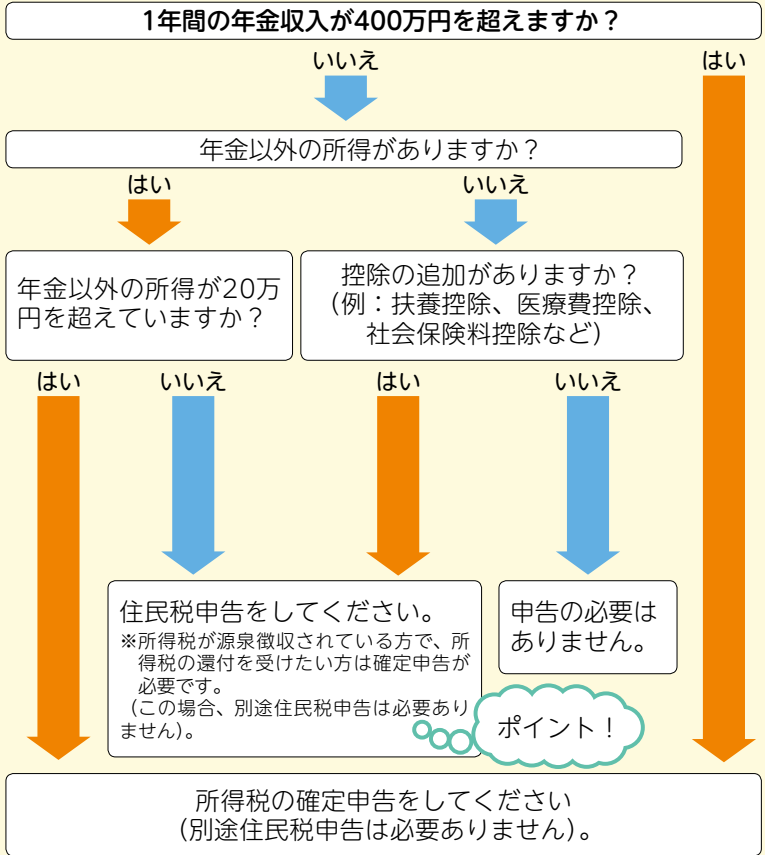 1年間の年金収入が400万円を超えますか？
いいえ
はい
年金以外の所得がありますか？
はい
いいえ
年金以外の所得が20万
円を超えていますか？
控除の追加がありますか？
（例：扶養控除、医療費控除、
社会保険料控除など）
はい
いいえ
はい
いいえ
住民税申告をしてください。
※所得税が源泉徴収されている方で、所
得税の還付を受けたい方は確定申告が
必要です。
（この場合、別途住民税申告は必要あり
ません）。
申告の必要は
ありません。
ポイント！
所得税の確定申告をしてください
（別途住民税申告は必要ありません）。